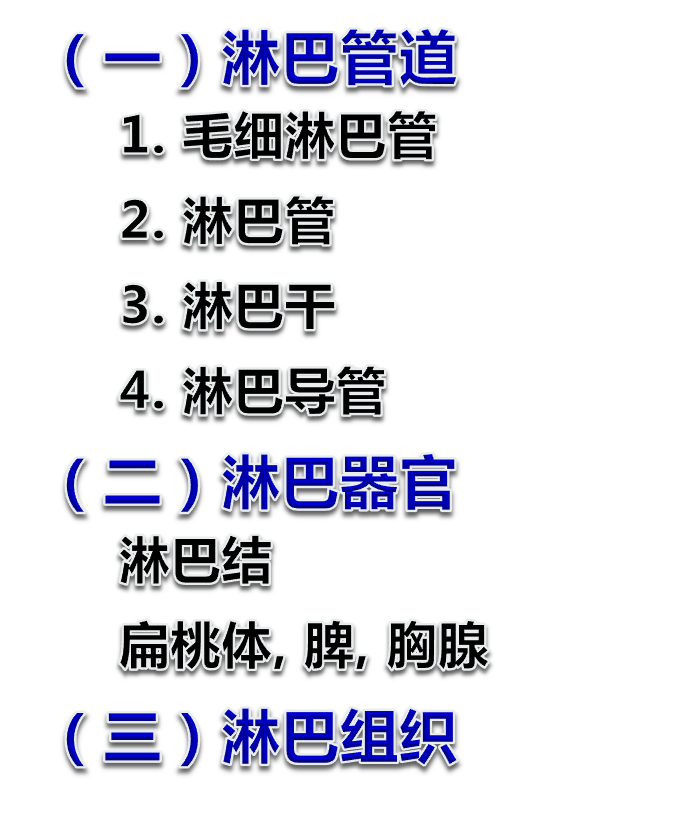 （一）淋巴管道
1. 毛细淋巴管
2. 淋巴管
3. 淋巴干
4. 淋巴导管
（二）淋巴器官
淋巴结
扁桃体, 脾, 胸腺
（三）淋巴组织